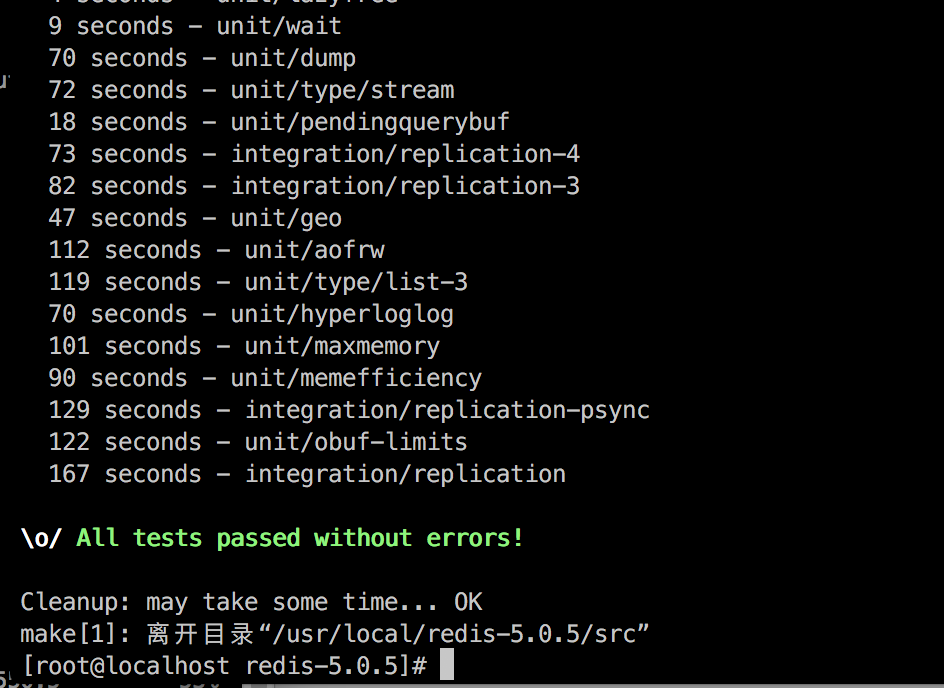 9 seconds - unit/wait
70 seconds - unit/dump
72 seconds - unit/type/stream
18 seconds - unit/pendingquerybuf
73 seconds - integration/replication-4
82 seconds - integration/replication-3
47 seconds - unit/geo
112 seconds - unit/aofrw
119 seconds - unit/type/list-3
70 seconds - unit/hyperloglog
101 seconds - unit/maxmemory
90 seconds - unit/memefficiency
129 seconds - integration/replication-psync
122 seconds - unit/obuf-limits
167 seconds - integration/replication
\o/ All tests passed without errors!
Cleanup: may take some time... OK
make[1]: 离开目录“/usr/local/redis-5.0.5/src”
[root@localhost redis-5.0.5]#